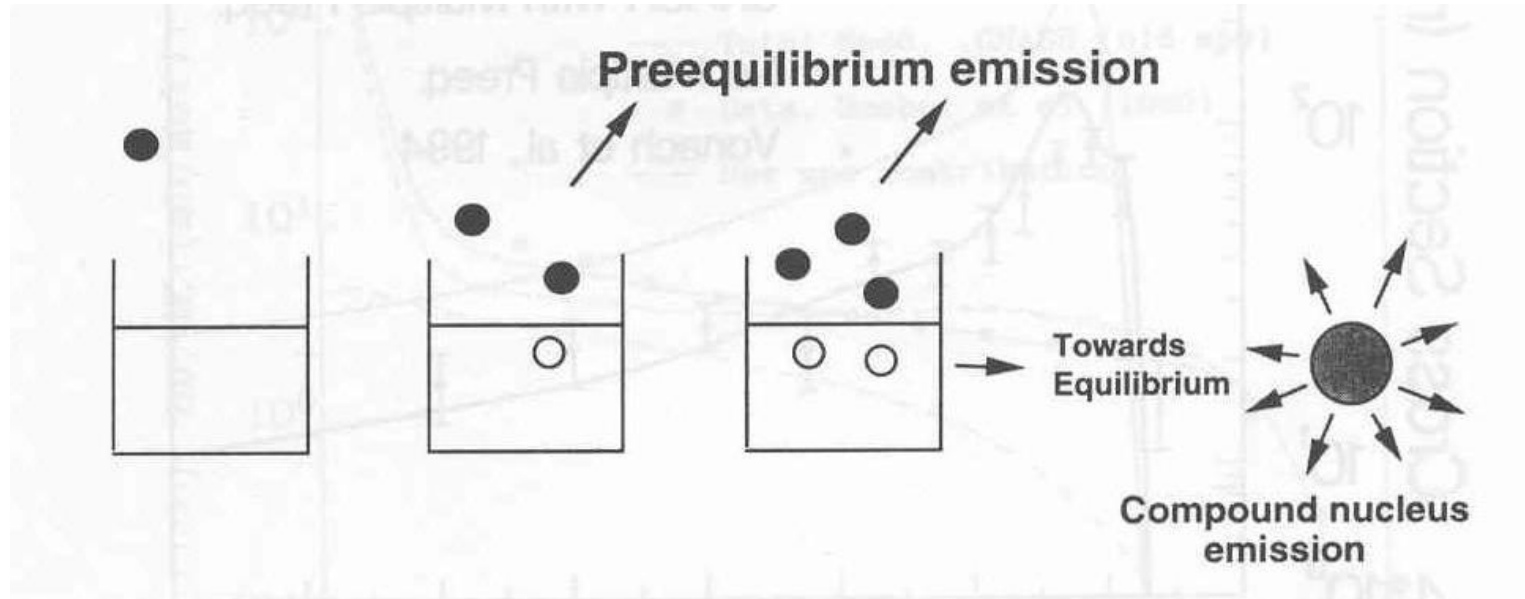 Preequilibrium emission
Towards
Equilibrium
Compound nucleus
emission